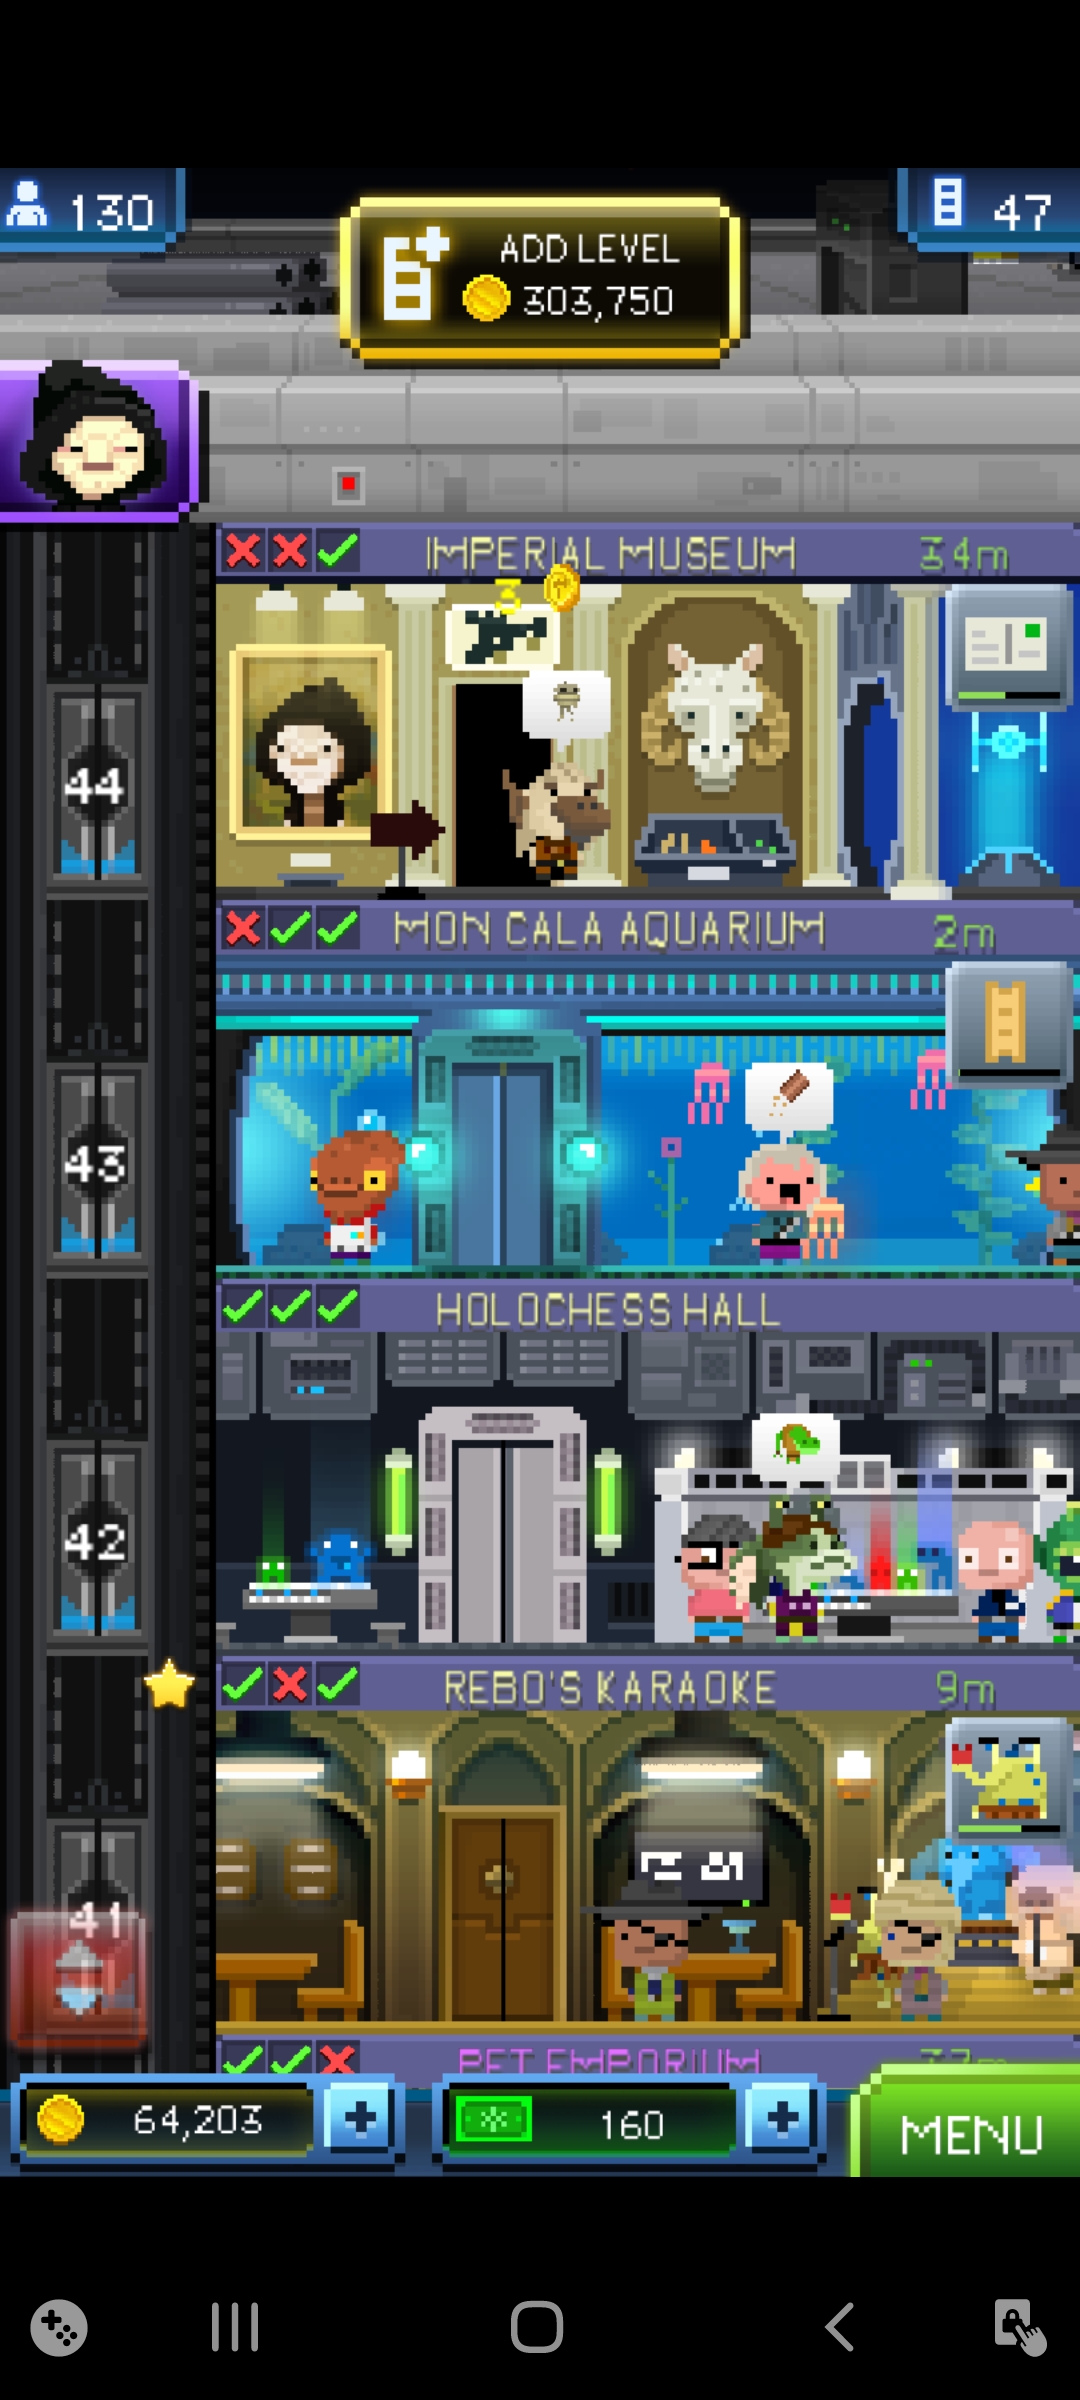 130
47
ADD LEVEL
303,750
IMPERIAL MUSEUM 34m
3
44
MON CALA AQUARIUM 2m
43
HOLOCHESS HALL
42
REBO'S KARAOKE 9m
41
PET EMPORIUM 37m
64,203
160
MENU